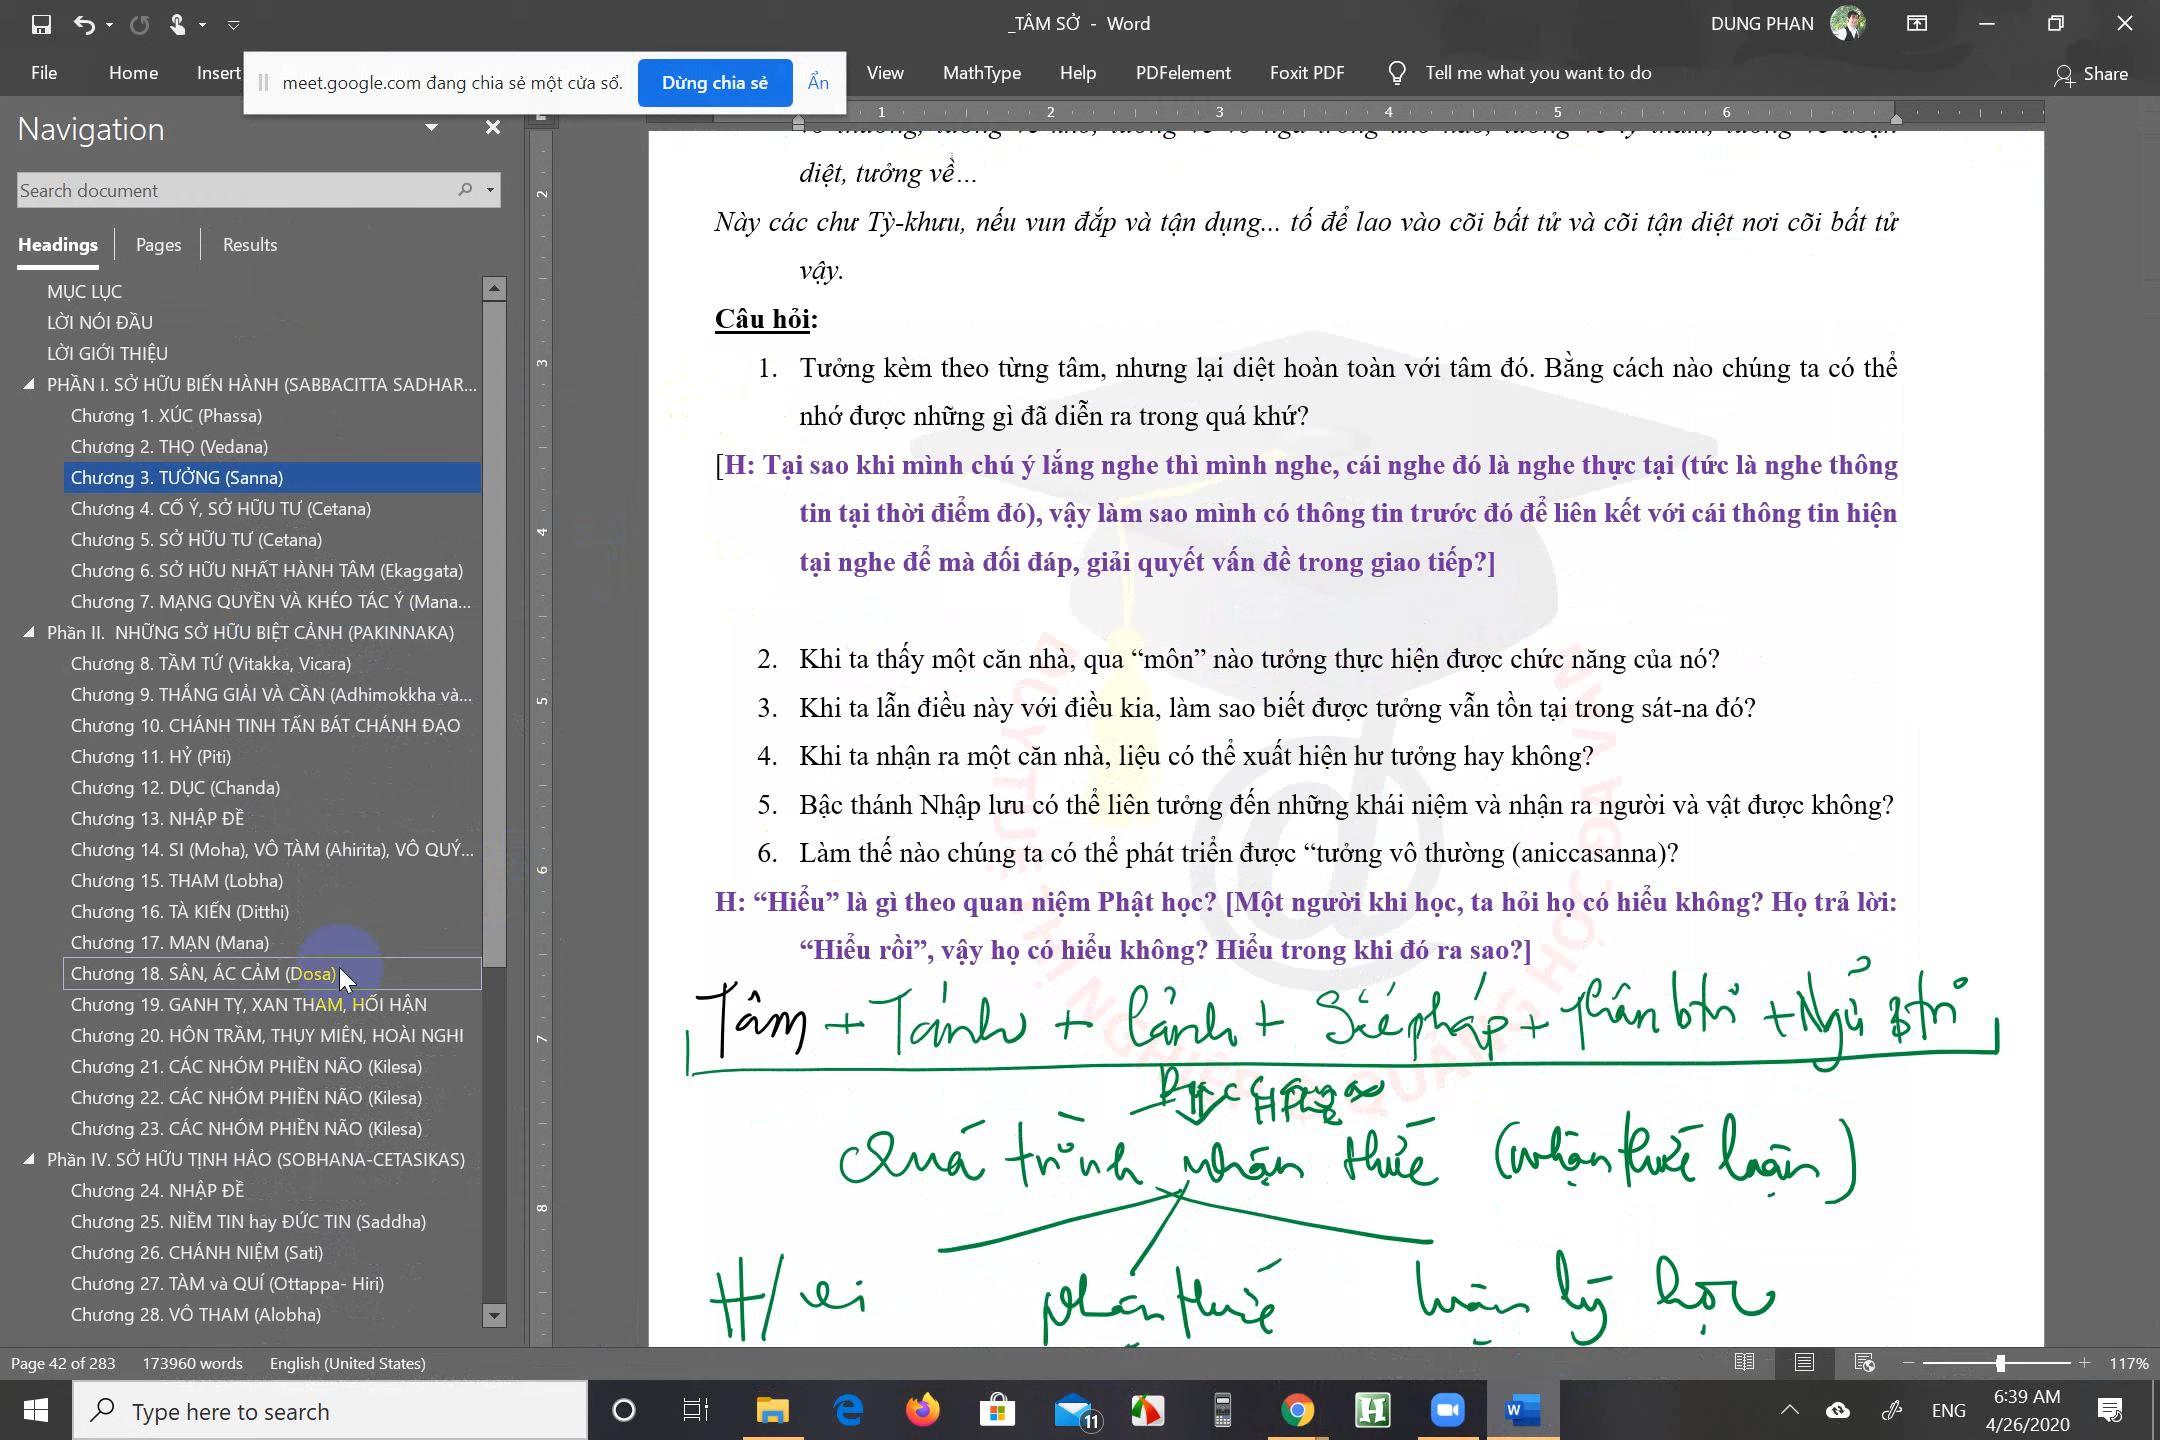 _TÂM SỞ - Word
DUNG PHAN
File
Home
Insert
meet.google.com đang chia sẻ một cửa sổ.
Dừng chia sẻ
Ẩn
View
MathType
Help
PDFelement
Foxit PDF
Tell me what you want to do
Share
Navigation
Search document
Headings
Pages
Results
MỤC LỤC
LỜI NÓI ĐẦU
LỜI GIỚI THIỆU
PHẦN I. SỞ HỮU BIẾN HÀNH (SABBACITTA SADHAR...
Chương 1. XÚC (Phassa)
Chương 2. THỌ (Vedana)
Chương 3. TƯỞNG (Sanna)
Chương 4. CỐ Ý, SỞ HỮU TƯ (Cetana)
Chương 5. SỞ HỮU TƯ (Cetana)
Chương 6. SỞ HỮU NHẤT HÀNH TÂM (Ekaggata)
Chương 7. MẠNG QUYỀN VÀ KHÉO TÁC Ý (Mana...
Phần II.  NHỮNG SỞ HỮU BIỆT CẢNH (PAKINNAKA)
Chương 8. TẦM TỨ (Vitakka, Vicara)
Chương 9. THẮNG GIẢI VÀ CẦN (Adhimokkha và...
Chương 10. CHÁNH TINH TẤN BÁT CHÁNH ĐẠO
Chương 11. HỶ (Piti)
Chương 12. DỤC (Chanda)
Chương 13. NHẬP ĐỀ
Chương 14. SI (Moha), VÔ TÀM (Ahirita), VÔ QUÝ...
Chương 15. THAM (Lobha)
Chương 16. TÀ KIẾN (Ditthi)
Chương 17. MẠN (Mana)
Chương 18. SÂN, ÁC CẢM (Dosa)
Chương 19. GANH TỴ, XAN THAM, HỐI HẬN
Chương 20. HÔN TRẦM, THỤY MIÊN, HOÀI NGHI
Chương 21. CÁC NHÓM PHIỀN NÃO (Kilesa)
Chương 22. CÁC NHÓM PHIỀN NÃO (Kilesa)
Chương 23. CÁC NHÓM PHIỀN NÃO (Kilesa)
Phần IV. SỞ HỮU TỊNH HẢO (SOBHANA-CETASIKAS)
Chương 24. NHẬP ĐỀ
Chương 25. NIỀM TIN hay ĐỨC TIN (Saddha)
Chương 26. CHÁNH NIỆM (Sati)
Chương 27. TÀM và QUÍ (Ottappa- Hiri)
Chương 28. VÔ THAM (Alobha)
diệt, tưởng về...
Này các chư Tỳ-khưu, nếu vun đắp và tận dụng... tố để lao vào cõi bất tử và cõi tận diệt nơi cõi bất tử
vậy.
Câu hỏi:
1. Tưởng kèm theo từng tâm, nhưng lại diệt hoàn toàn với tâm đó. Bằng cách nào chúng ta có thể
nhớ được những gì đã diễn ra trong quá khứ?
[H: Tại sao khi mình chú ý lắng nghe thì mình nghe, cái nghe đó là nghe thực tại (tức là nghe thông
tin tại thời điểm đó), vậy làm sao mình có thông tin trước đó để liên kết với cái thông tin hiện
tại nghe để mà đối đáp, giải quyết vấn đề trong giao tiếp?]
2. Khi ta thấy một căn nhà, qua “môn” nào tưởng thực hiện được chức năng của nó?
3. Khi ta lẫn điều này với điều kia, làm sao biết được tưởng vẫn tồn tại trong sát-na đó?
4. Khi ta nhận ra một căn nhà, liệu có thể xuất hiện hư tưởng hay không?
5. Bậc thánh Nhập lưu có thể liên tưởng đến những khái niệm và nhận ra người và vật được không?
6. Làm thế nào chúng ta có thể phát triển được “tưởng vô thường (aniccasanna)?
H: “Hiểu” là gì theo quan niệm Phật học? [Một người khi học, ta hỏi họ có hiểu không? Họ trả lời:
“Hiểu rồi”, vậy họ có hiểu không? Hiểu trong khi đó ra sao?]
Tâm + Tánh + Cảnh + Sắc pháp +
Quá trình nhận thức (nhận thức luận)
H/vi
luân lý học
Page 42 of 283
173960 words
English (United States)
117%
Type here to search
11
ENG
6:39 AM
4/26/2020